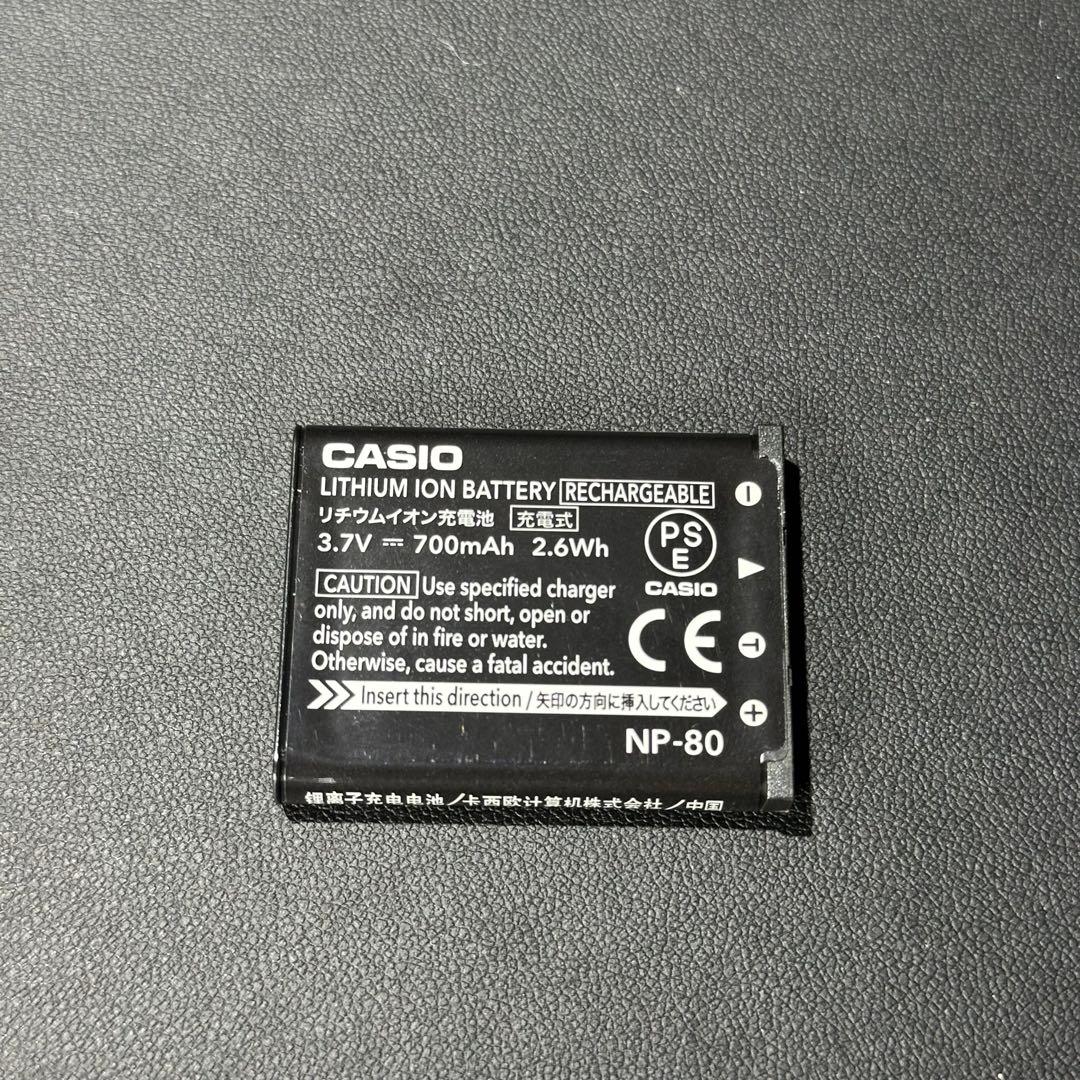 CASIO
LITHIUM ION BATTERY RECHARGEABLE
リチウムイオン充電池 充電式
3.7V ⎓ 700mAh 2.6Wh
PS
E
CASIO
CAUTION Use specified charger
only, and do not short, open or
dispose of in fire or water.
Otherwise, cause a fatal accident.
CE
Insert this direction / 矢印の方向に挿入してください
NP-80
锂离子充电电池/卡西欧计算机株式会社/中国
T
+